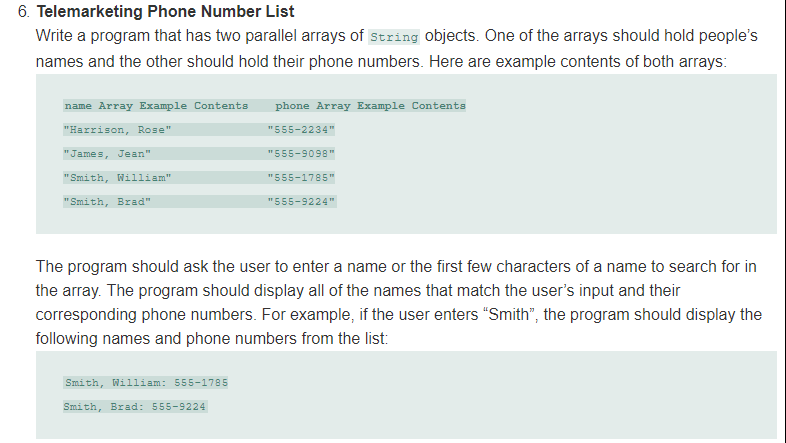 6. Telemarketing Phone Number List
Write a program that has two parallel arrays of String objects. One of the arrays should hold people’s
names and the other should hold their phone numbers. Here are example contents of both arrays:
name Array Example Contents    phone Array Example Contents
"Harrison, Rose"    "555-2234"
"James, Jean"    "555-9098"
"Smith, William"    "555-1785"
"Smith, Brad"    "555-9224"
The program should ask the user to enter a name or the first few characters of a name to search for in
the array. The program should display all of the names that match the user’s input and their
corresponding phone numbers. For example, if the user enters “Smith”, the program should display the
following names and phone numbers from the list:
Smith, William: 555-1785
Smith, Brad: 555-9224